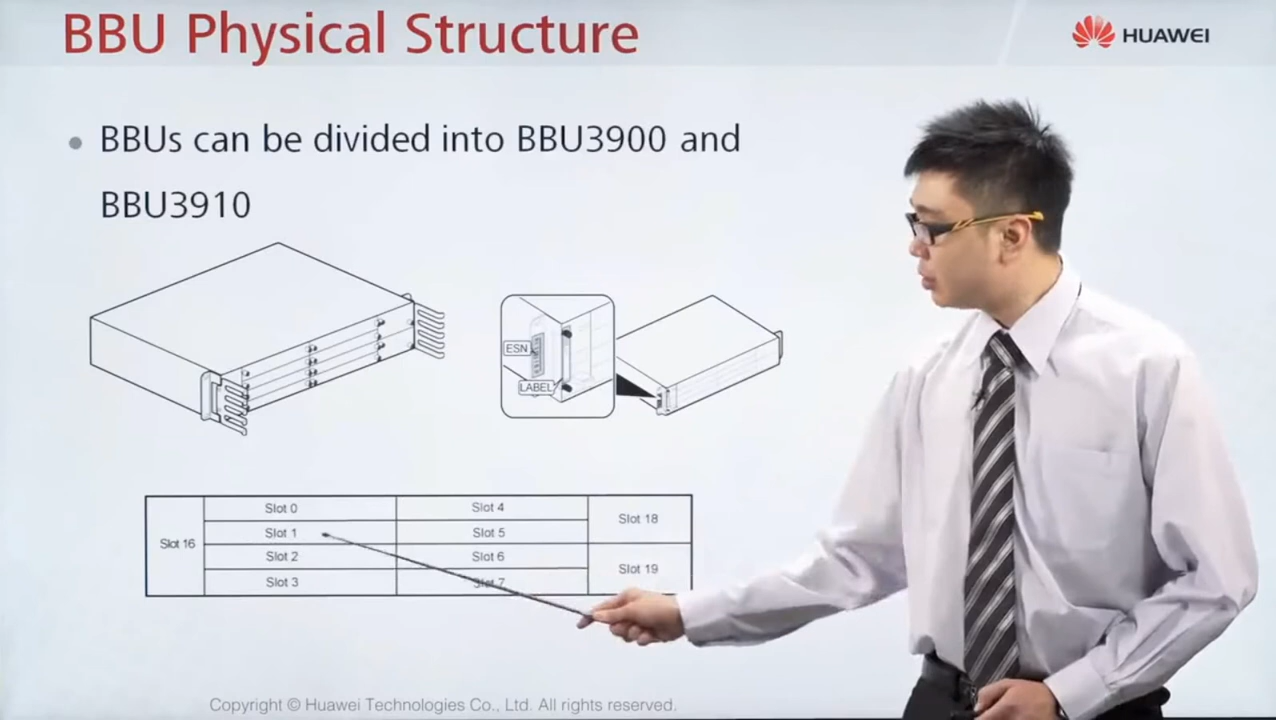 BBU Physical Structure
HUAWEI
BBUs can be divided into BBU3900 and
BBU3910
ESN
LABEL
Slot 16
Slot 0
Slot 4
Slot 18
Slot 1
Slot 5
Slot 2
Slot 6
Slot 19
Slot 3
Slot 7
Copyright © Huawei Technologies Co., Ltd. All rights reserved.